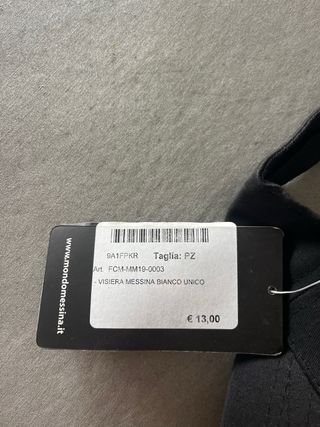 9A1FPKR Taglia: PZ
Art. FCM-MM19-0003
- VISIERA MESSINA BIANCO UNICO
€ 13,00
www.mondomessina.it